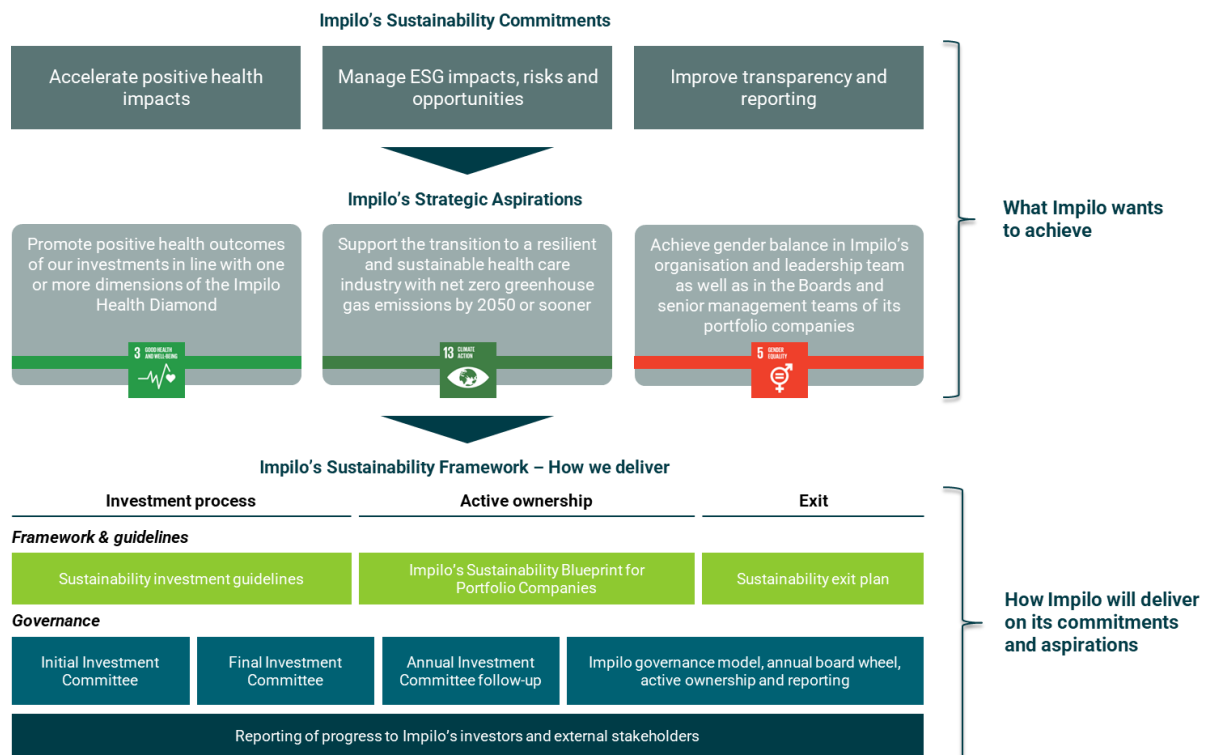 Impilo’s Sustainability Commitments
Accelerate positive health
impacts
Manage ESG impacts, risks and
opportunities
Improve transparency and
reporting
Impilo’s Strategic Aspirations
Promote positive health outcomes
of our investments in line with one
or more dimensions of the Impilo
Health Diamond
3 GOOD HEALTH
AND WELL-BEING
Support the transition to a resilient
and sustainable health care
industry with net zero greenhouse
gas emissions by 2050 or sooner
13 CLIMATE
ACTION
Achieve gender balance in Impilo’s
organisation and leadership team
as well as in the Boards and
senior management teams of its
portfolio companies
5 GENDER
EQUALITY
What Impilo wants
to achieve
Impilo’s Sustainability Framework – How we deliver
Investment process
Active ownership
Exit
Framework & guidelines
Sustainability investment guidelines
Impilo’s Sustainability Blueprint for
Portfolio Companies
Sustainability exit plan
Governance
Initial Investment
Committee
Final Investment
Committee
Annual Investment
Committee follow-up
Impilo governance model, annual board wheel,
active ownership and reporting
Reporting of progress to Impilo’s investors and external stakeholders
How Impilo will deliver
on its commitments
and aspirations